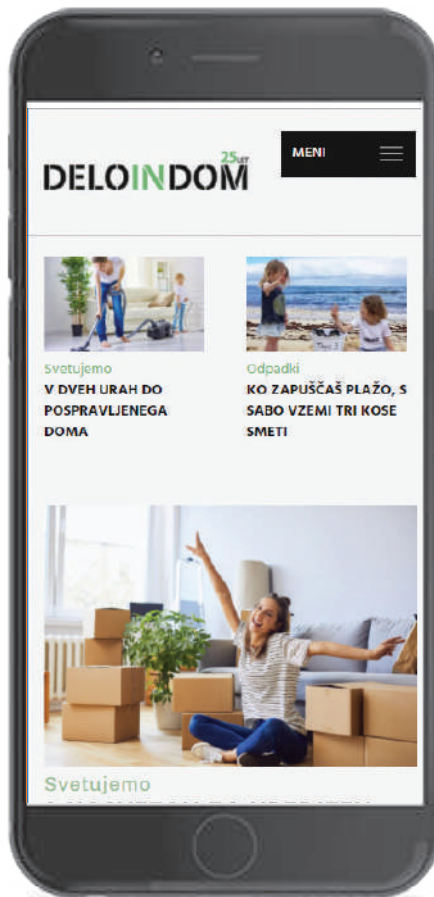 DELOINDOM
25 LET
MENI
Svetujemo
V DVEH URAH DO
POSPRAVLJENEGA
DOMA
Odpadki
KO ZAPUŠČAŠ PLAŽO, S
SABO VZEMI TRI KOSE
SMETI
Svetujemo